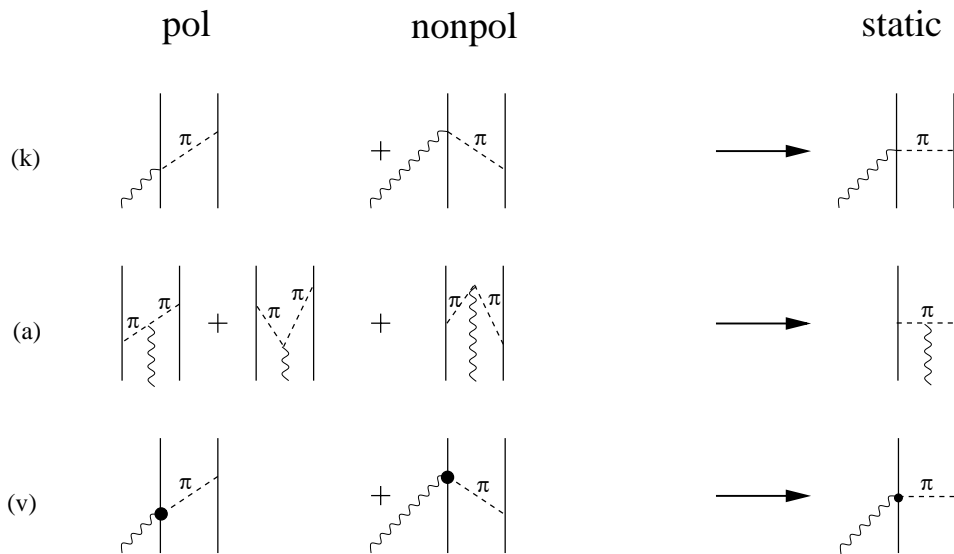 pol nonpol static
(k) π + π π
(a) π π + π π + π π π
(v) π + π π